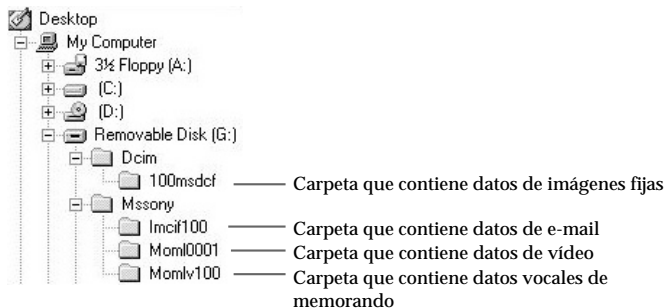 Desktop
My Computer
3½ Floppy (A:)
(C:)
(D:)
Removable Disk (G:)
Dcim
100msdcf
Carpeta que contiene datos de imágenes fijas
Mssony
Imcif100
Carpeta que contiene datos de e-mail
Moml0001
Carpeta que contiene datos de vídeo
Momlv100
Carpeta que contiene datos vocales de
memorando